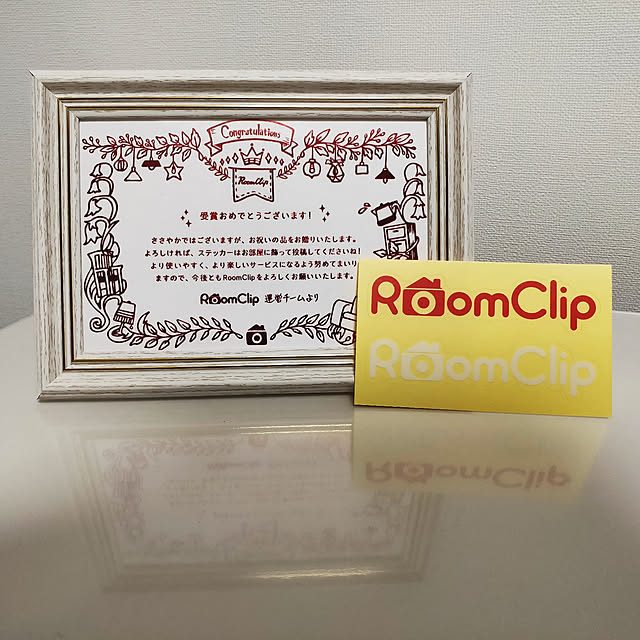 Congratulations
RoomClip
受賞おめでとうございます！
ささやかではございますが、お祝いの品をお贈りいたします。
よろしければ、ステッカーはお部屋に飾って投稿してくださいね！
より使いやすく、より楽しいサービスになるよう努めてまいり
ますので、今後ともRoomClipをよろしくお願いいたします。
RoomClip 運営チームより
RoomClip
RoomClip